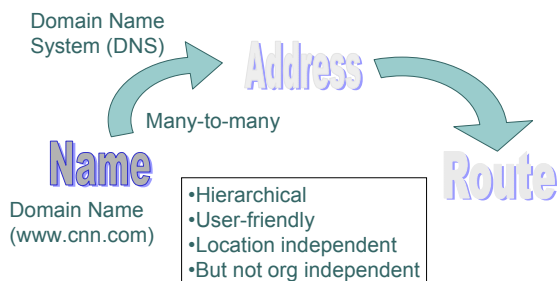 Domain Name
System (DNS)
Address
Many-to-many
Name
Route
Domain Name
(www.cnn.com)
•Hierarchical
•User-friendly
•Location independent
•But not org independent